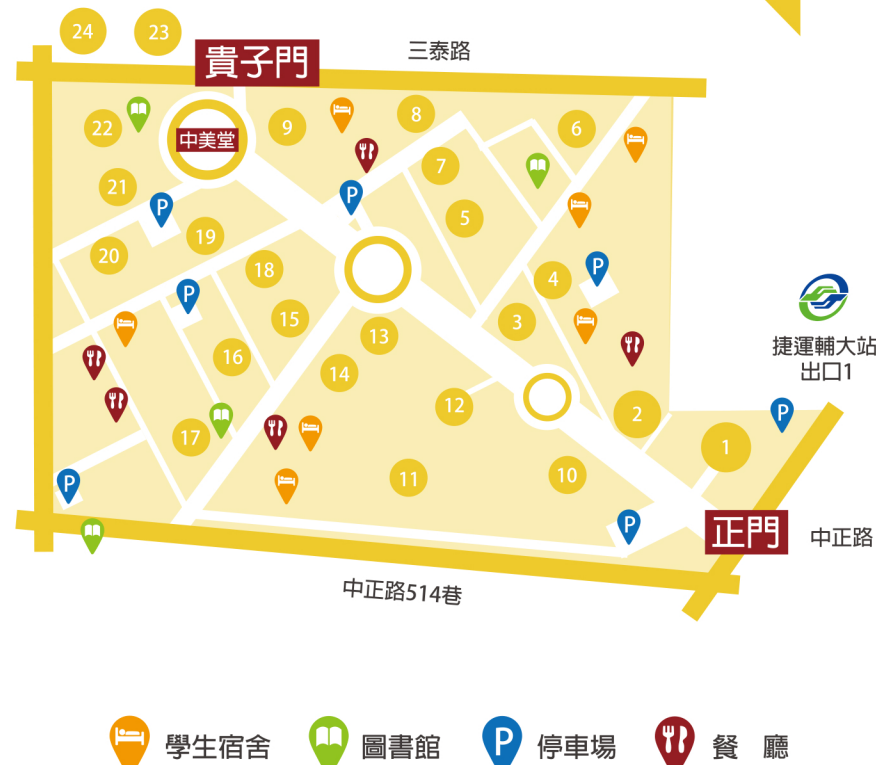 24
23
三泰路
貴子門
22
中美堂
9
8
6
7
21
5
19
20
18
4
3
15
13
16
14
捷運輔大站
出口1
12
2
17
1
11
10
正門
中正路
中正路514巷
P
P
P
P
P
P
P
學生宿舍
圖書館
P
停車場
餐 廳